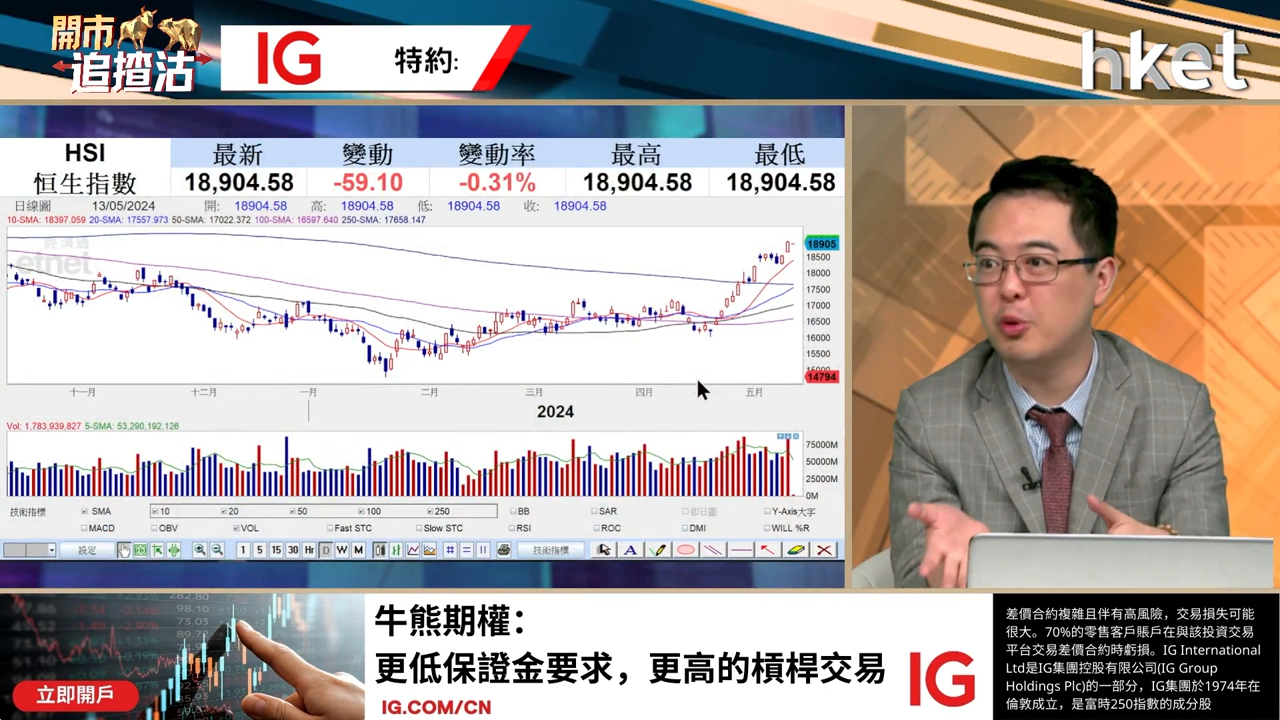 開市
追揸沽
IG 特約:
hket
HSI 最新 變動 變動率 最高 最低
恒生指數 18,904.58 -59.10 -0.31% 18,904.58 18,904.58
日線圖 13/05/2024 開: 18904.58 高: 18904.58 低: 18904.58 收: 18904.58
10-SMA: 18397.059 20-SMA: 17557.973 50-SMA: 17022.372 100-SMA: 16597.640 250-SMA: 17658.147
經濟通
etnet
18905
18500
18000
17500
17000
16500
16000
15500
15000
14794
十一月 十二月 一月 二月 三月 四月 五月
2024
Vol: 1,783,939,827 5-SMA: 53,290,192,126
75000M
50000M
25000M
0M
技術指標 SMA 10 20 50 100 250 BB SAR 即日圖 Y-Axis大字
MACD OBV VOL Fast STC Slow STC RSI ROC DMI WILL %R
設定 1 5 15 30 Hr D W M 技術指標 A
牛熊期權：
更低保證金要求，更高的槓桿交易
IG.COM/CN
立即開戶
IG
差價合約複雜且伴有高風險，交易損失可能
很大。70%的零售客戶賬戶在與該投資交易
平台交易差價合約時虧損。IG International
Ltd是IG集團控股有限公司(IG Group
Holdings Plc)的一部分，IG集團於1974年在
倫敦成立，是富時250指數的成分股